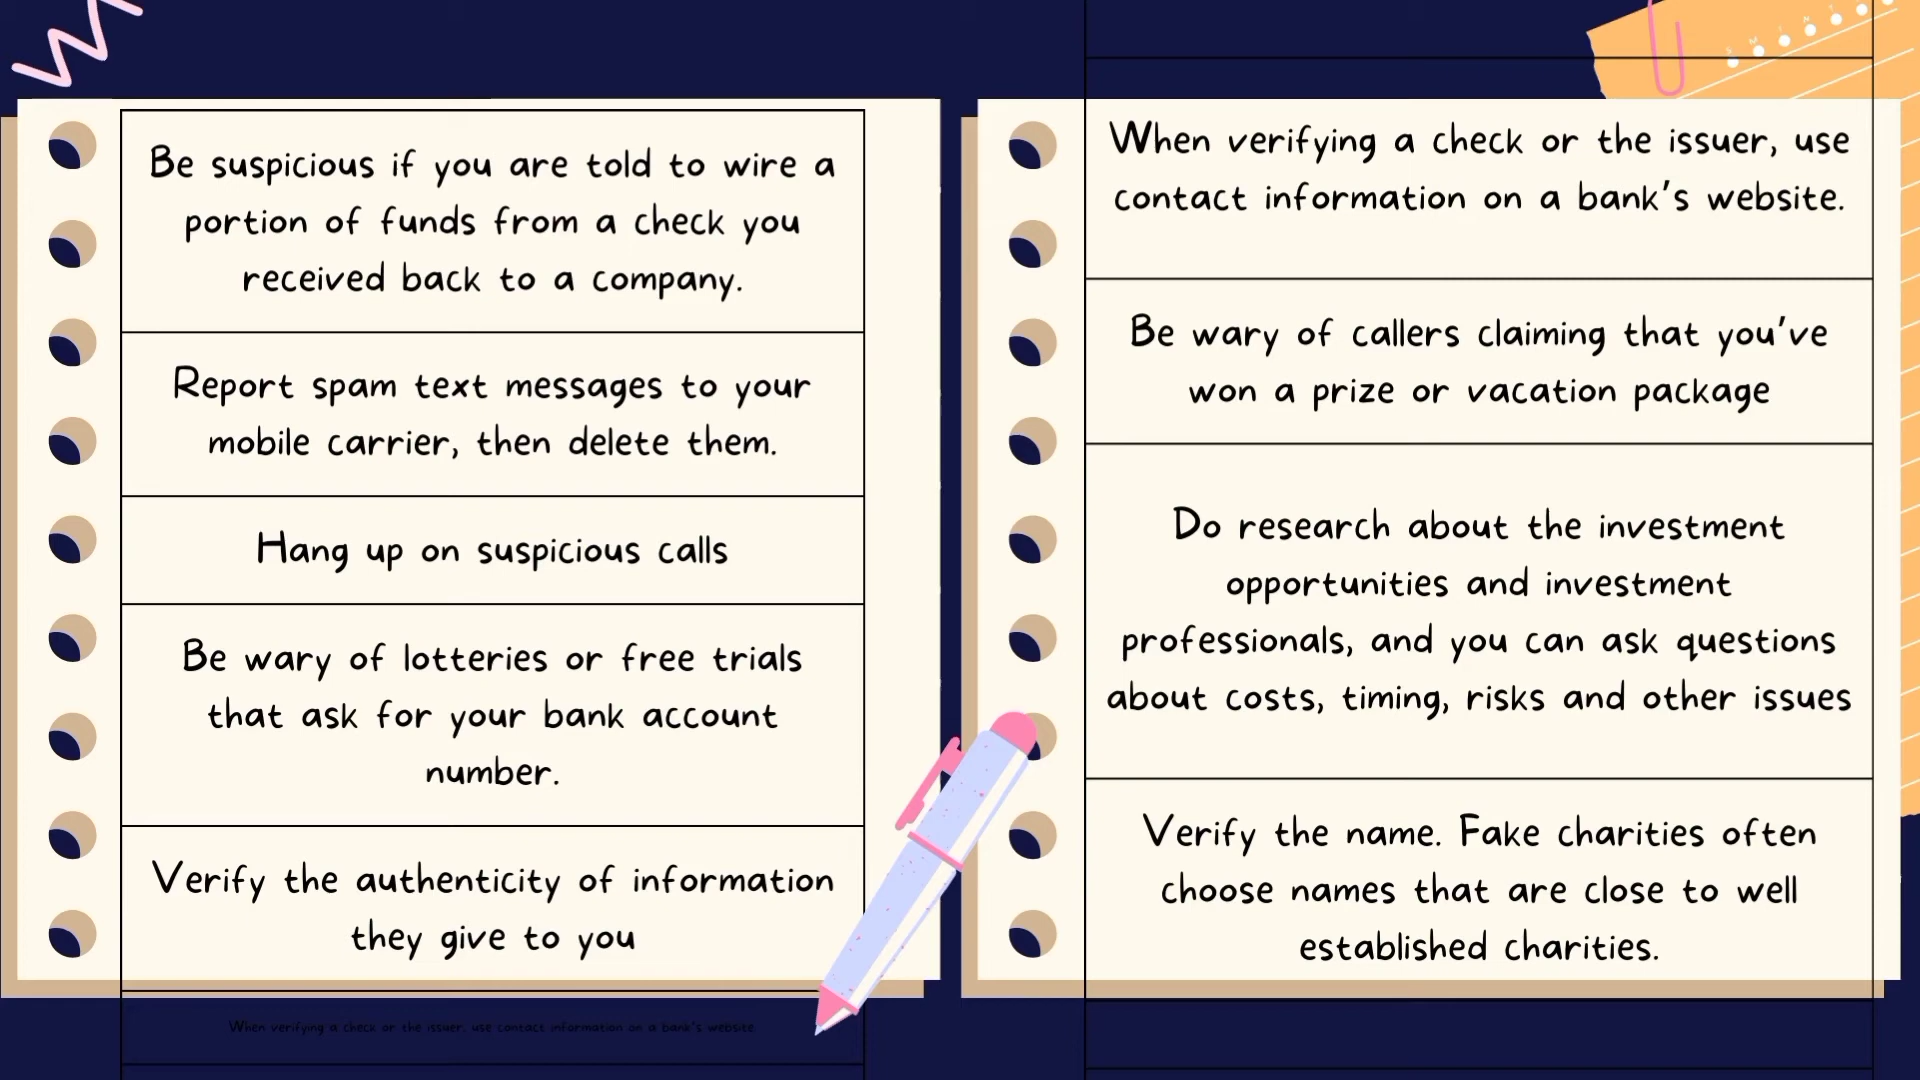 Be suspicious if you are told to wire a
portion of funds from a check you
received back to a company.
Report spam text messages to your
mobile carrier, then delete them.
Hang up on suspicious calls
Be wary of lotteries or free trials
that ask for your bank account
number.
Verify the authenticity of information
they give to you
When verifying a check or the issuer, use contact information on a bank's website.
When verifying a check or the issuer, use
contact information on a bank's website.
Be wary of callers claiming that you've
won a prize or vacation package
Do research about the investment
opportunities and investment
professionals, and you can ask questions
about costs, timing, risks and other issues
Verify the name. Fake charities often
choose names that are close to well
established charities.
S M T N T